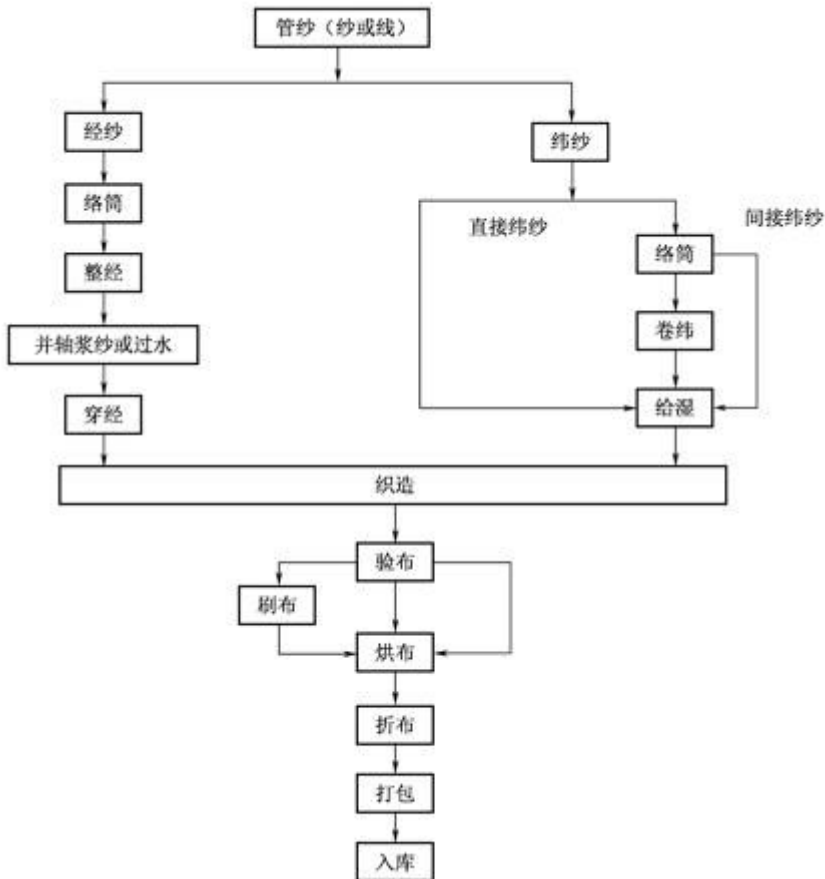 管纱（纱或线）
经纱
纬纱
络筒
直接纬纱
间接纬纱
络筒
整经
卷纬
并轴浆纱或过水
穿经
给湿
织造
验布
刷布
烘布
折布
打包
入库